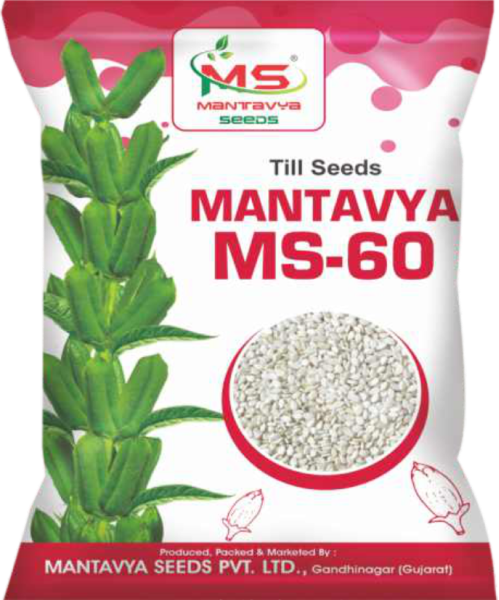 MS®
MANTAVYA
SEEDS
Till Seeds
MANTAVYA
MS-60
Produced, Packed & Marketed By :
MANTAVYA SEEDS PVT. LTD., Gandhinagar (Gujarat)